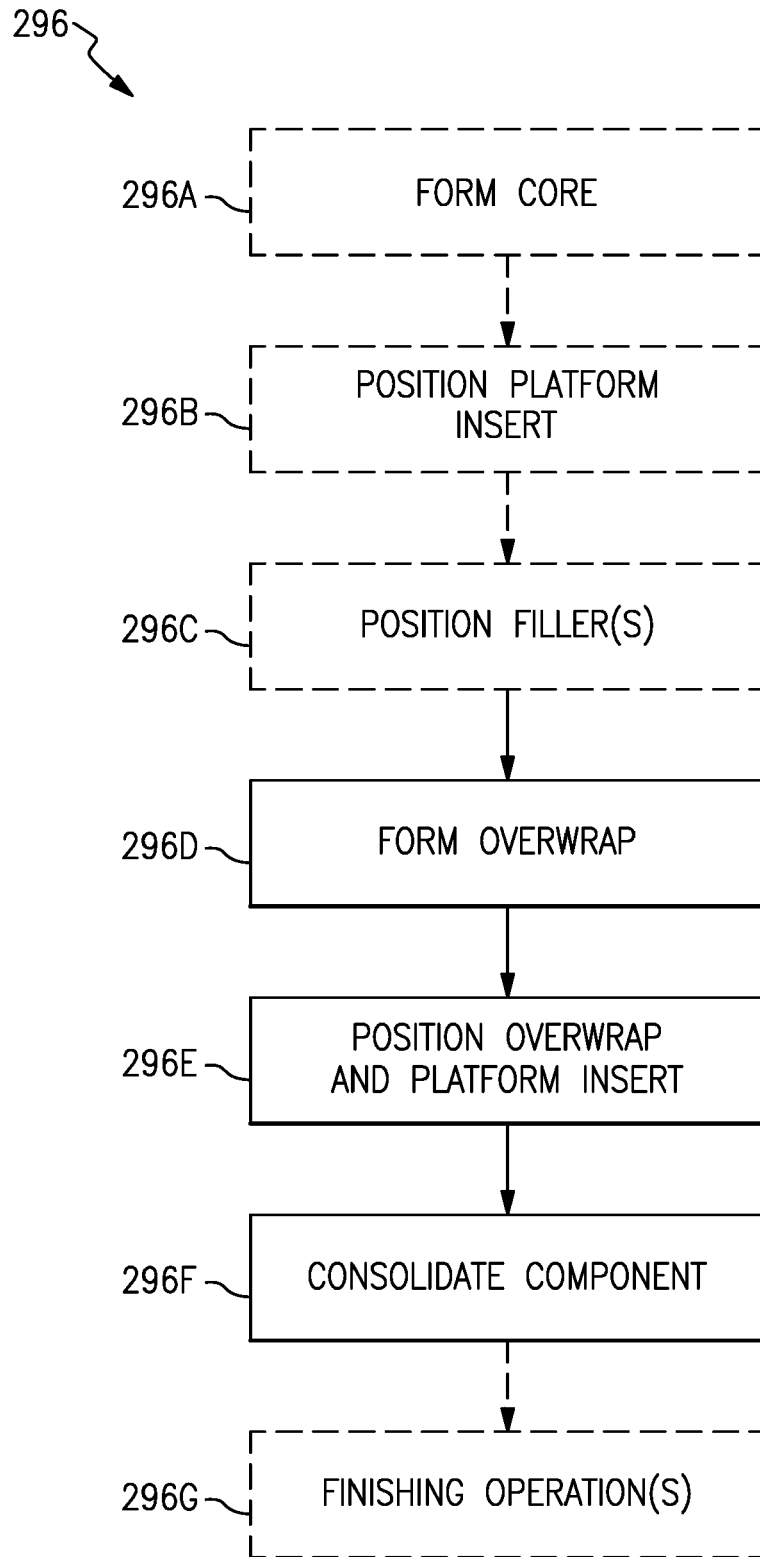 296
296A
FORM CORE
296B
POSITION PLATFORM
INSERT
296C
POSITION FILLER(S)
296D
FORM OVERWRAP
296E
POSITION OVERWRAP
AND PLATFORM INSERT
296F
CONSOLIDATE COMPONENT
296G
FINISHING OPERATION(S)